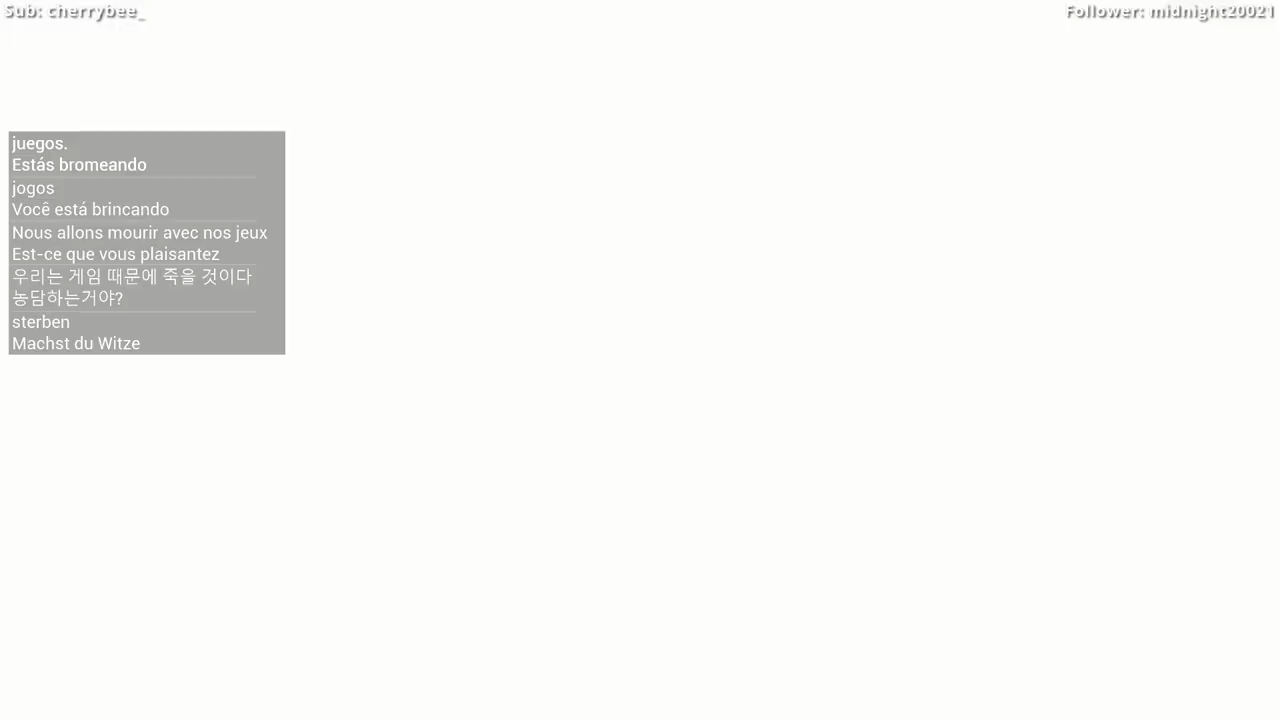 Sub: cherrybee_
Follower: midnight20021
juegos.
Estás bromeando
jogos
Você está brincando
Nous allons mourir avec nos jeux
Est-ce que vous plaisantez
우리는 게임 때문에 죽을 것이다
농담하는거야?
sterben
Machst du Witze